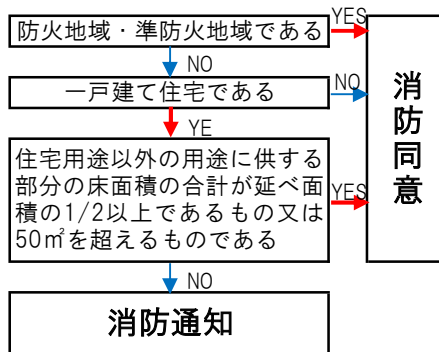 防火地域・準防火地域である
YES
NO
一戸建て住宅である
NO
YE
住宅用途以外の用途に供する
部分の床面積の合計が延べ面
積の1/2以上であるもの又は
50㎡を超えるものである
YES
NO
消防通知
消防同意